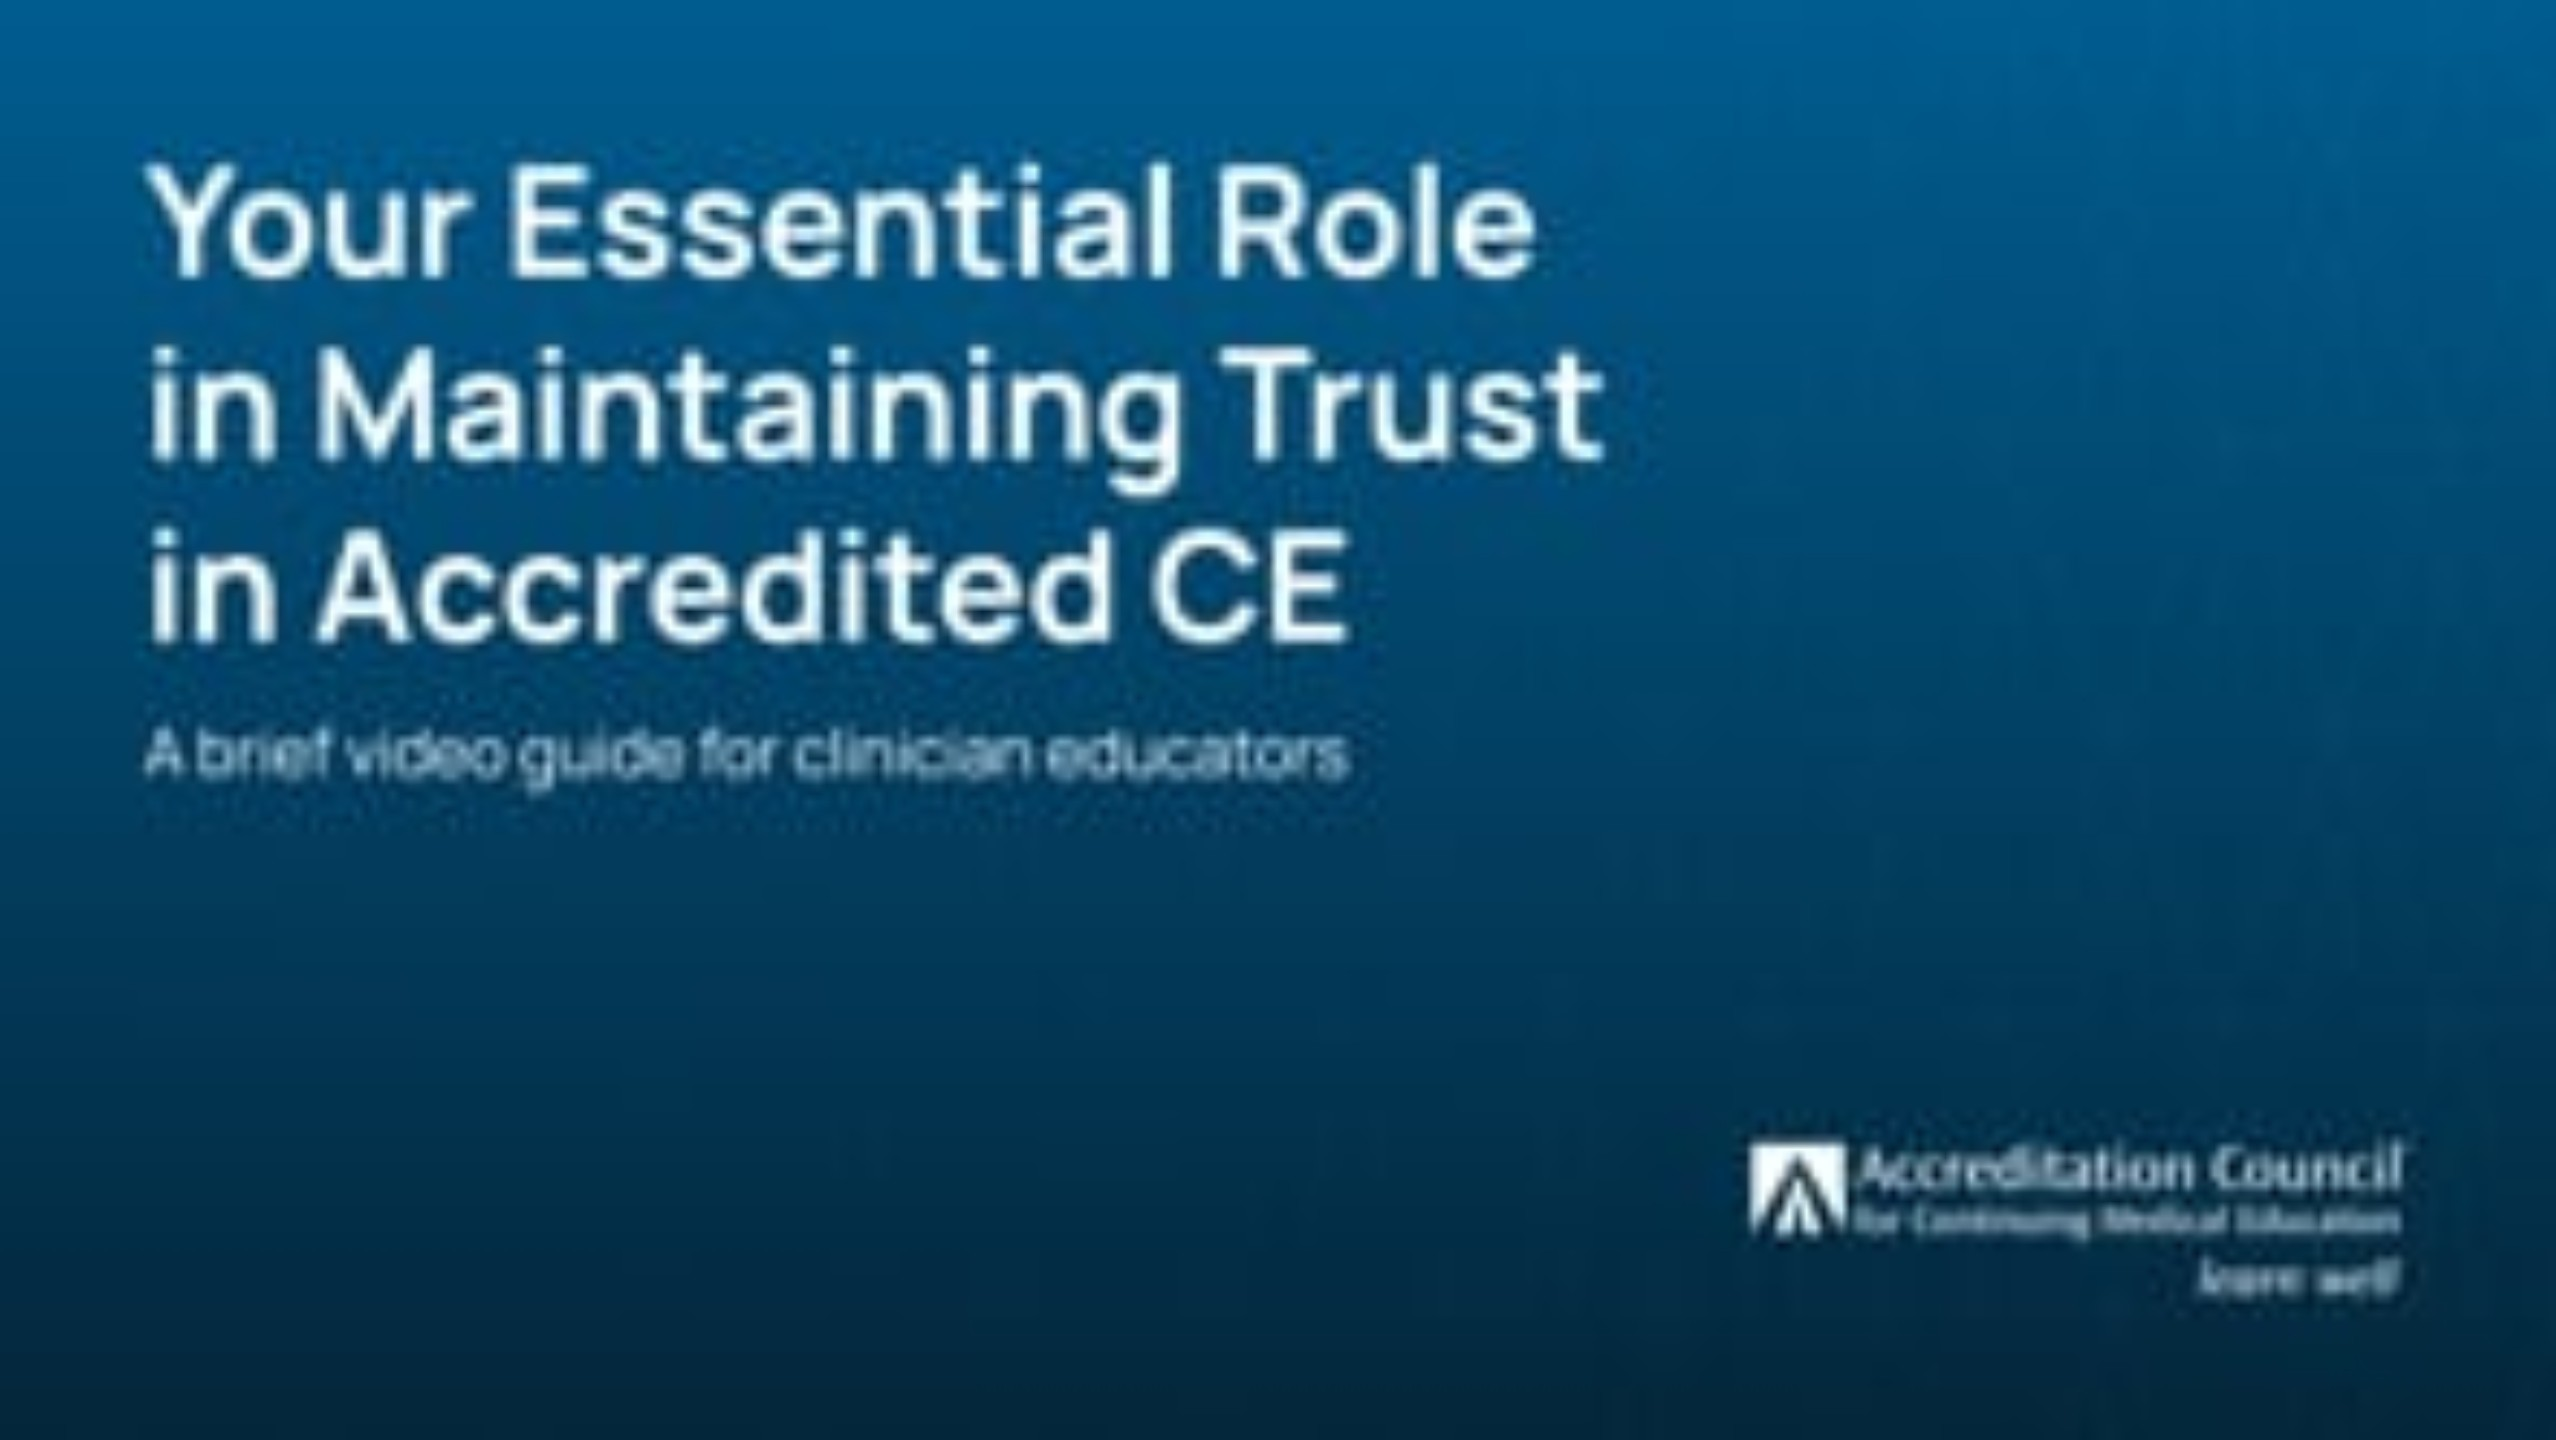 Your Essential Role
in Maintaining Trust
in Accredited CE
A brief video guide for clinician educators
Accreditation Council
for Continuing Medical Education
learn well